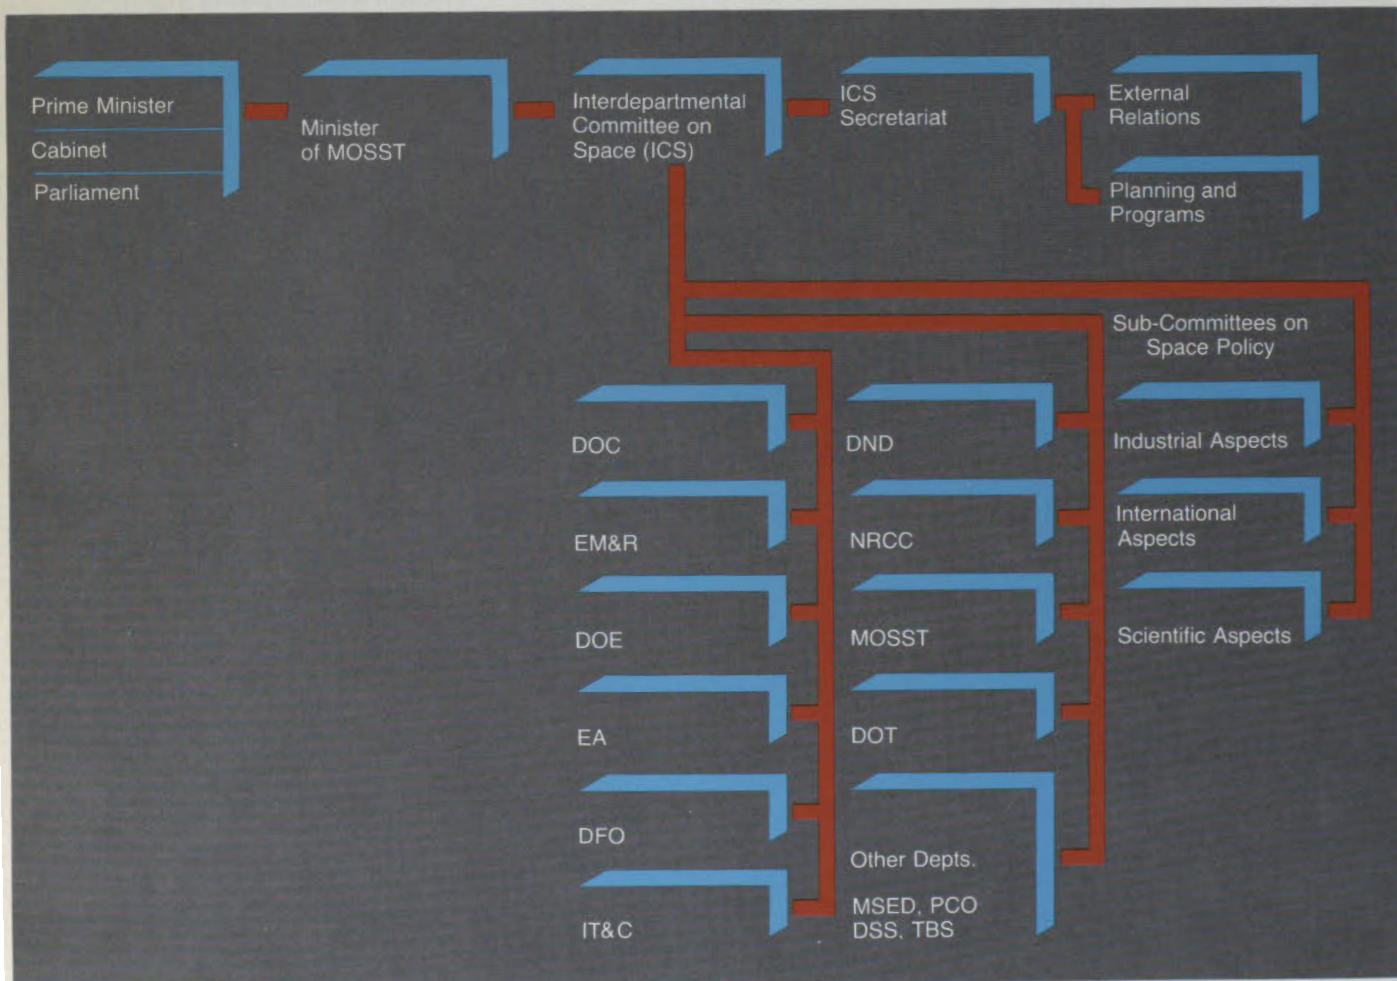 Prime Minister
Cabinet
Parliament
Minister
of MOSST
Interdepartmental
Committee on
Space (ICS)
ICS
Secretariat
External
Relations
Planning and
Programs
Sub-Committees on
Space Policy
DOC
EM&R
DOE
EA
DFO
IT&C
DND
NRCC
MOSST
DOT
Other Depts.
MSED, PCO
DSS, TBS
Industrial Aspects
International
Aspects
Scientific Aspects